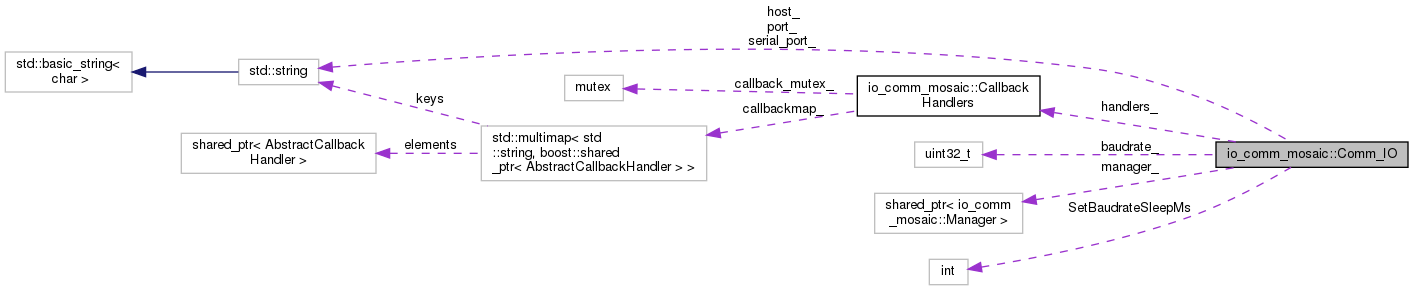 host_
port_
serial_port_
std::basic_string<
char >
std::string
keys
mutex
callback_mutex_
callbackmap_
io_comm_mosaic::Callback
Handlers
handlers_
shared_ptr< AbstractCallback
Handler >
elements
std::multimap< std
::string, boost::shared
_ptr< AbstractCallbackHandler > >
uint32_t
baudrate_
manager_
io_comm_mosaic::Comm_IO
shared_ptr< io_comm
_mosaic::Manager >
SetBaudrateSleepMs
int